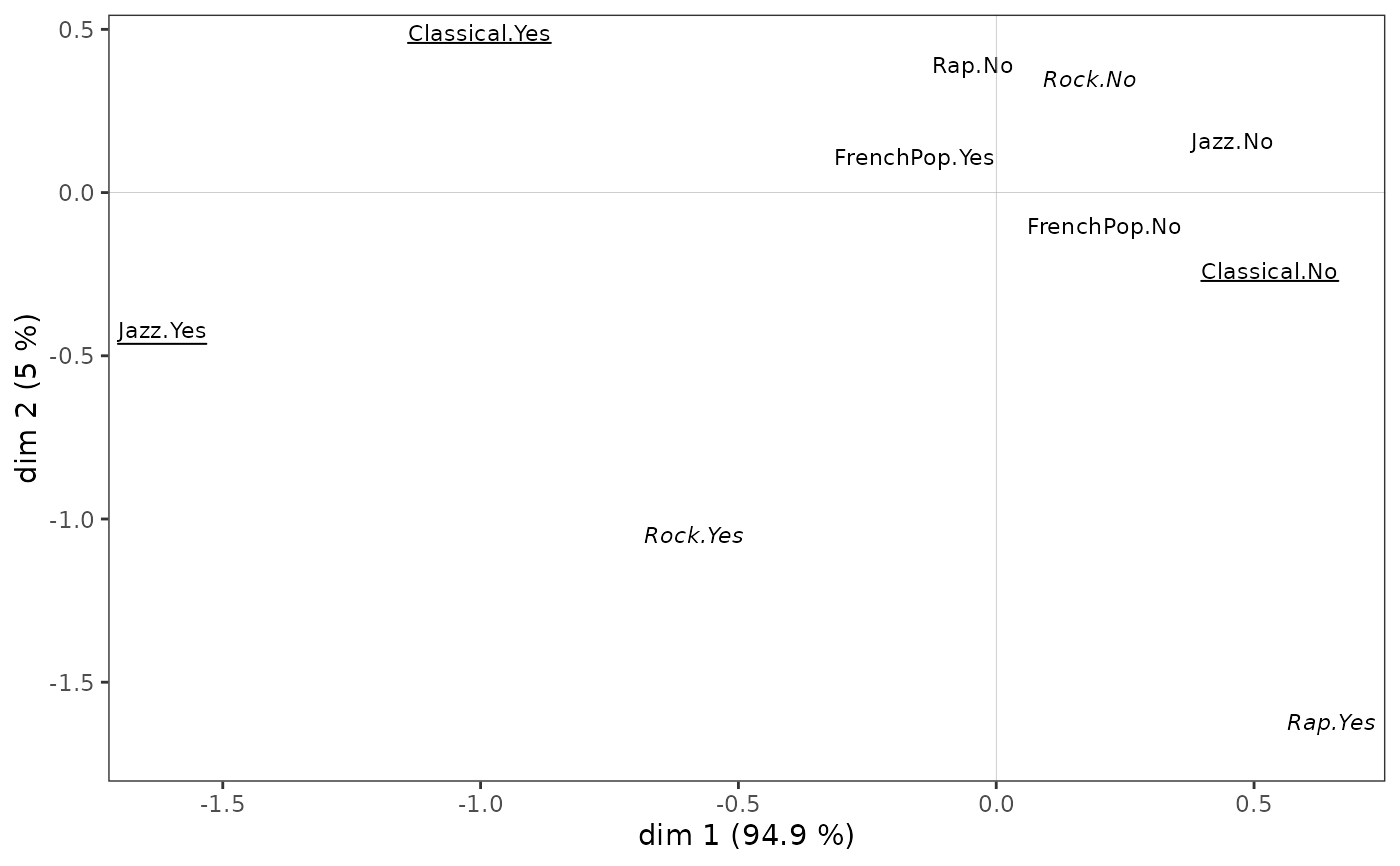 0.5
Classical.Yes
Rap.No
Rock.No
Jazz.No
FrenchPop.Yes
0.0
FrenchPop.No
Classical.No
Jazz.Yes
-0.5
dim 2 (5 %)
-1.0
Rock.Yes
-1.5
Rap.Yes
-1.5 -1.0 -0.5 0.0 0.5
dim 1 (94.9 %)